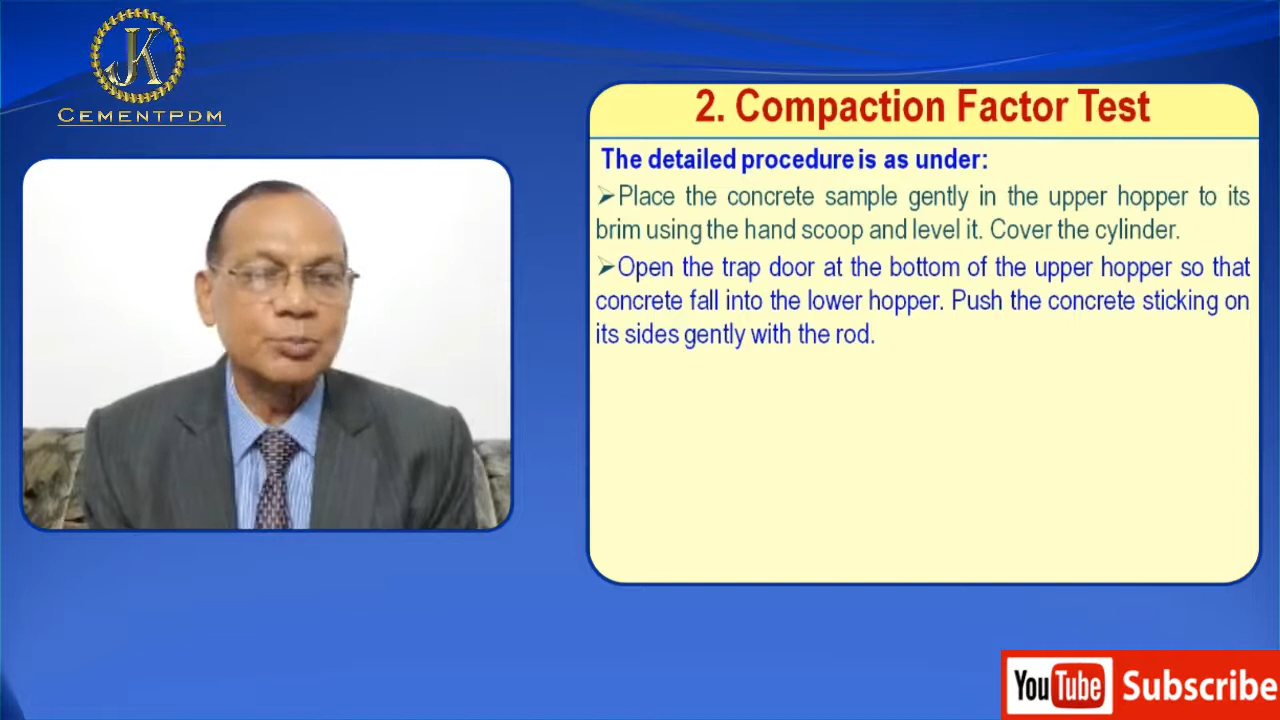 JK
CEMENTPDM
2. Compaction Factor Test
The detailed procedure is as under:
➢Place the concrete sample gently in the upper hopper to its
brim using the hand scoop and level it. Cover the cylinder.
➢Open the trap door at the bottom of the upper hopper so that
concrete fall into the lower hopper. Push the concrete sticking on
its sides gently with the rod.
YouTube Subscribe